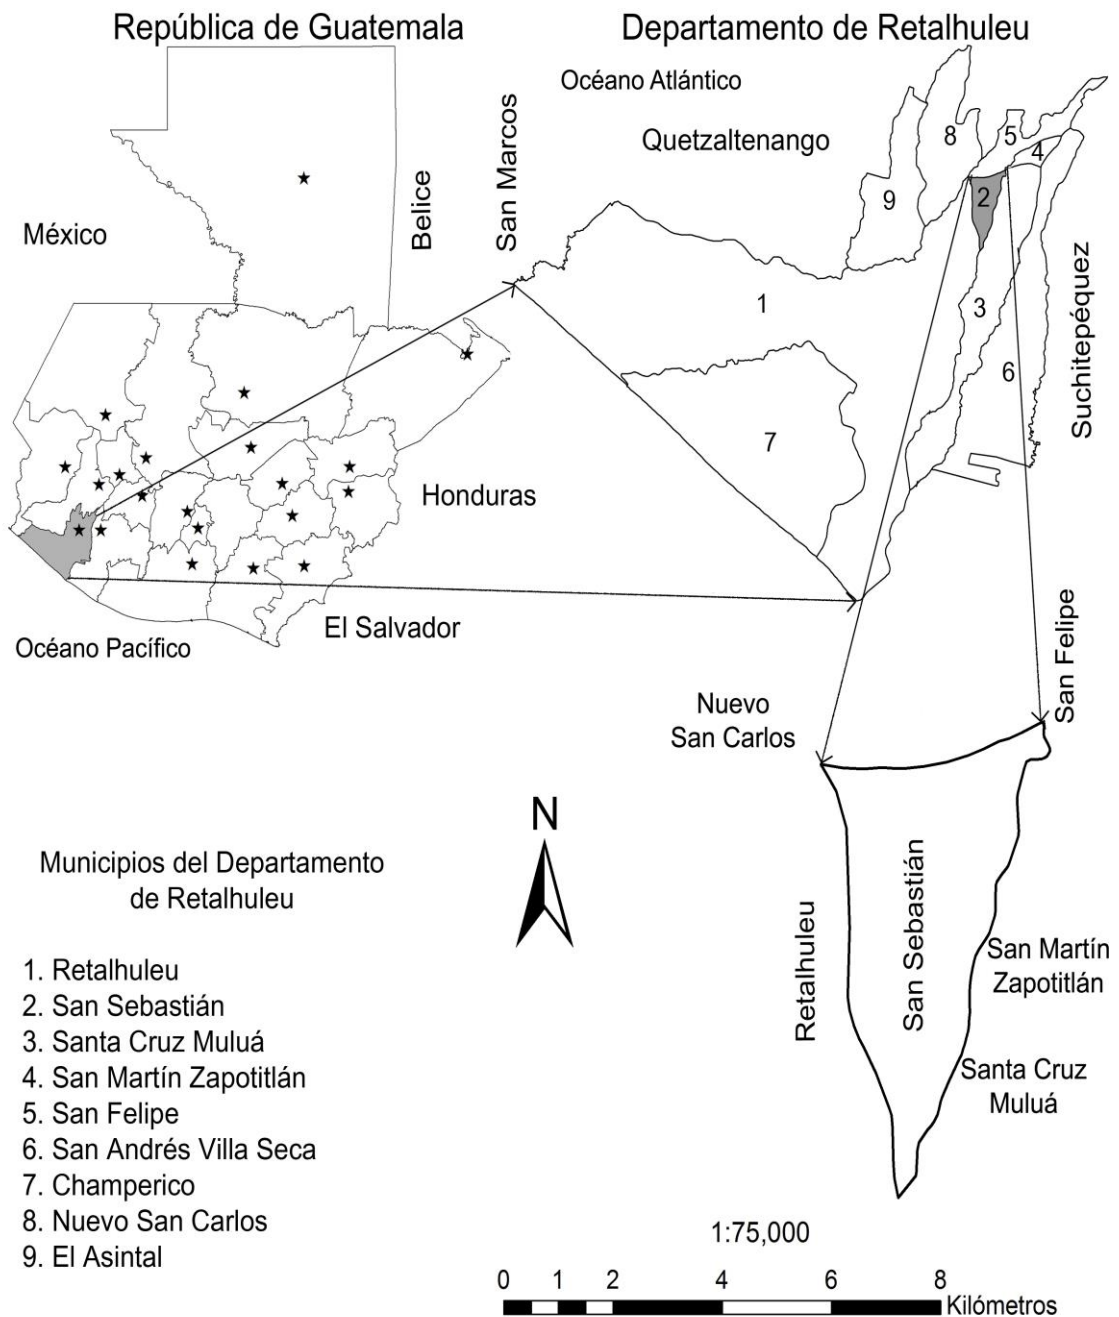 República de Guatemala
Departamento de Retalhuleu
Océano Atlántico
Quetzaltenango
San Marcos
Belice
México
Suchitepéquez
Honduras
El Salvador
Océano Pacífico
1
2
3
4
5
6
7
8
9
Nuevo
San Carlos
San Felipe
Retalhuleu
San Sebastián
San Martín
Zapotitlán
Santa Cruz
Muluá
N
Municipios del Departamento
de Retalhuleu
1. Retalhuleu
2. San Sebastián
3. Santa Cruz Muluá
4. San Martín Zapotitlán
5. San Felipe
6. San Andrés Villa Seca
7. Champerico
8. Nuevo San Carlos
9. El Asintal
1:75,000
0 1 2 4 6 8
Kilómetros